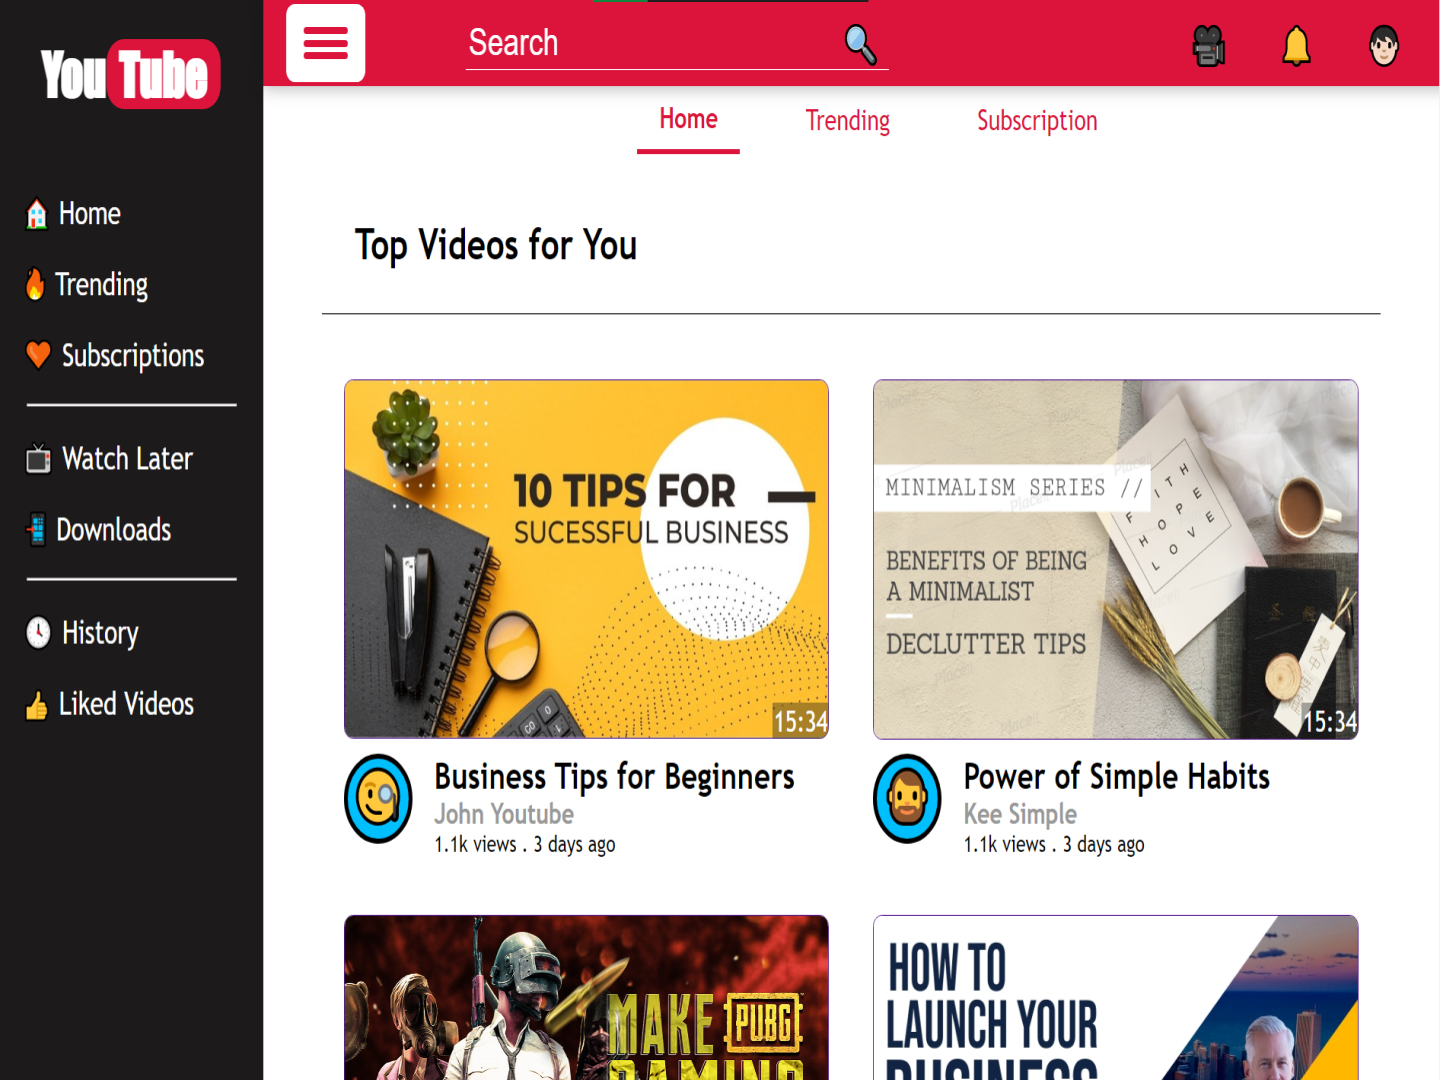 You Tube
Search
Home
Trending
Subscription
Home
Trending
Subscriptions
Watch Later
Downloads
History
Liked Videos
Top Videos for You
10 TIPS FOR
SUCESSFUL BUSINESS
15:34
Business Tips for Beginners
John Youtube
1.1k views . 3 days ago
MINIMALISM SERIES //
BENEFITS OF BEING
A MINIMALIST
DECLUTTER TIPS
HOPE
LOVE
15:34
Power of Simple Habits
Kee Simple
1.1k views . 3 days ago
MAKE PUBG
GAMING
HOW TO
LAUNCH YOUR
BUSINESS